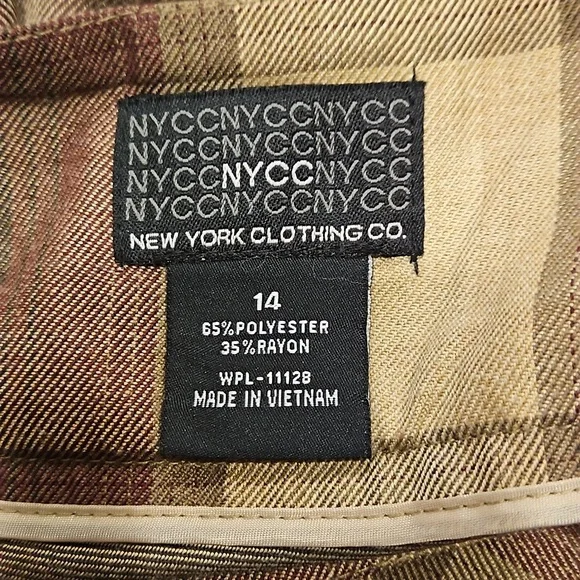 NYCCNYCCNYCC
NYCCNYCCNYCC
NYCCNYCCNYCC
NYCCNYCCNYCC
NEW YORK CLOTHING CO.
14
65%POLYESTER
35%RAYON
WPL-11128
MADE IN VIETNAM